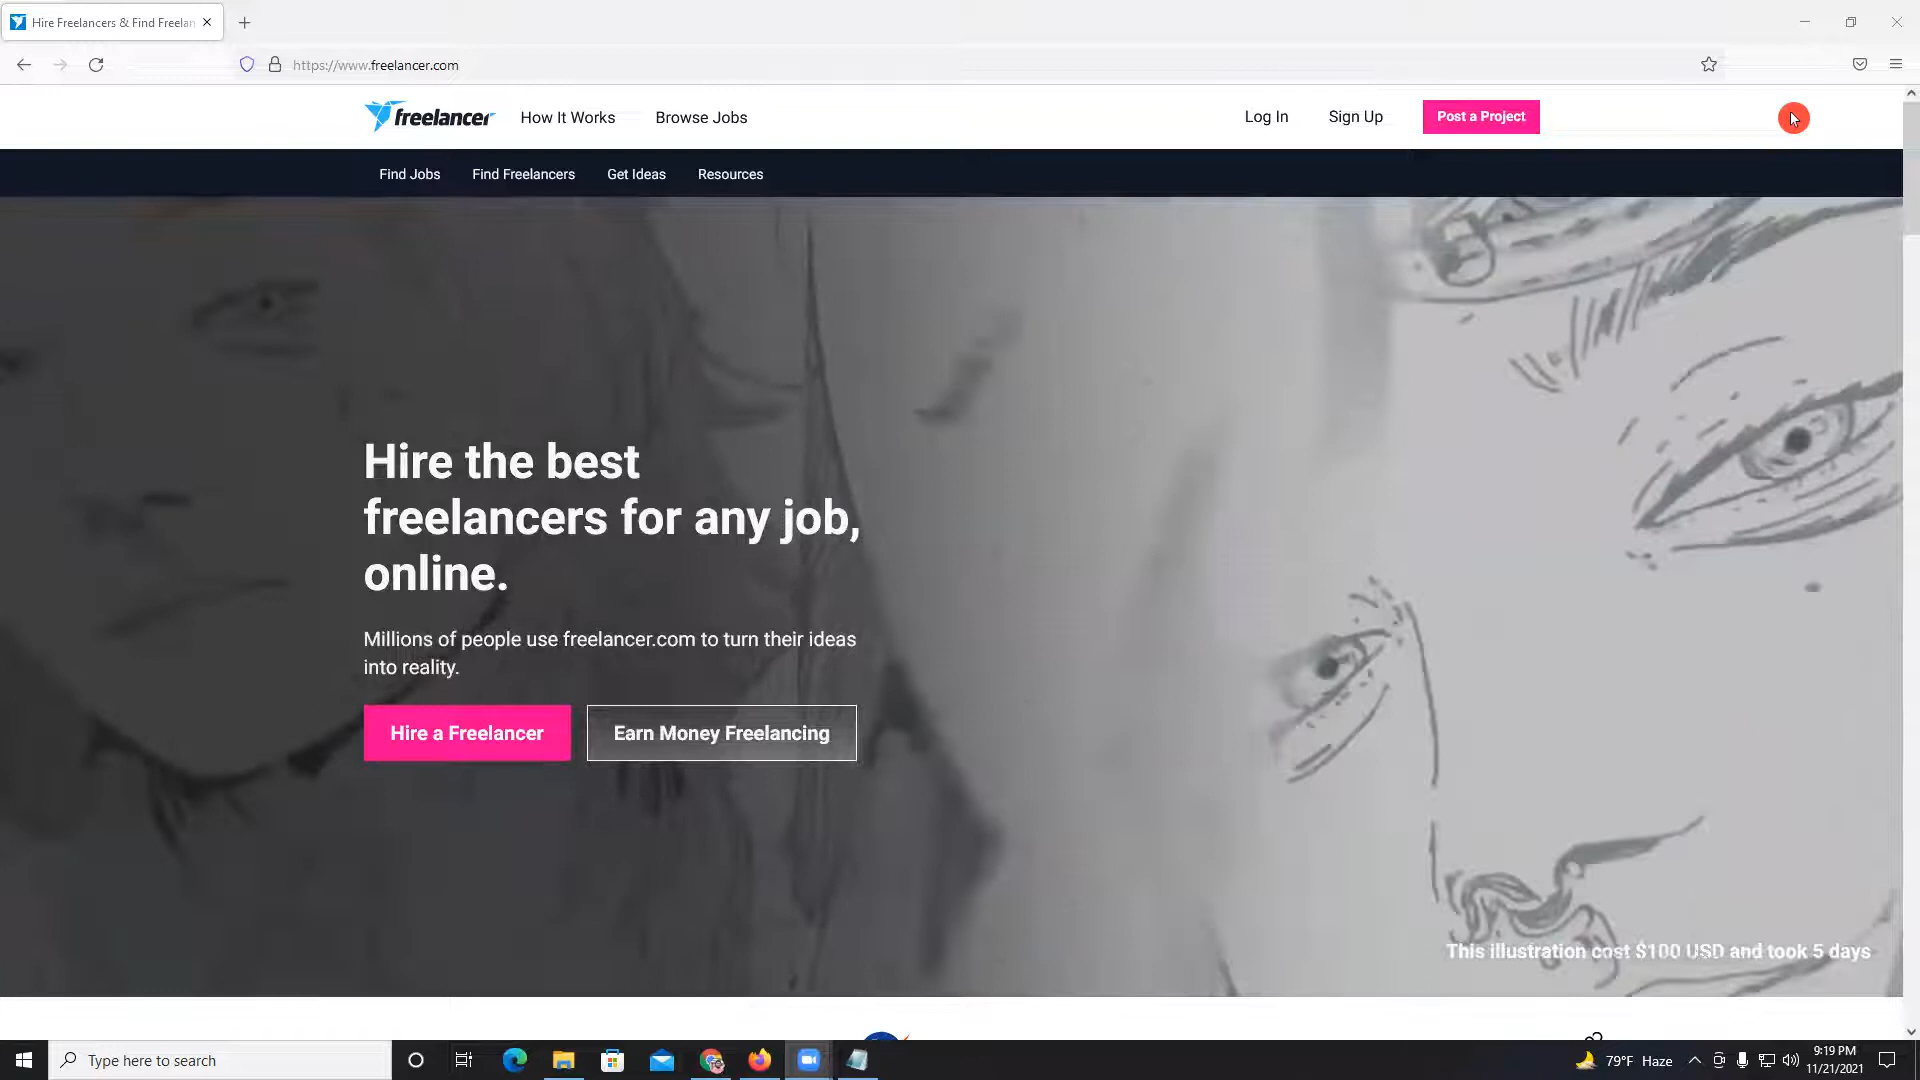 Hire Freelancers & Find Freelan
https://www.freelancer.com
freelancer
How It Works
Browse Jobs
Log In
Sign Up
Post a Project
Find Jobs
Find Freelancers
Get Ideas
Resources
Hire the best
freelancers for any job,
online.
Millions of people use freelancer.com to turn their ideas
into reality.
Hire a Freelancer
Earn Money Freelancing
This illustration cost $100 USD and took 5 days
Type here to search
79°F Haze
9:19 PM
11/21/2021